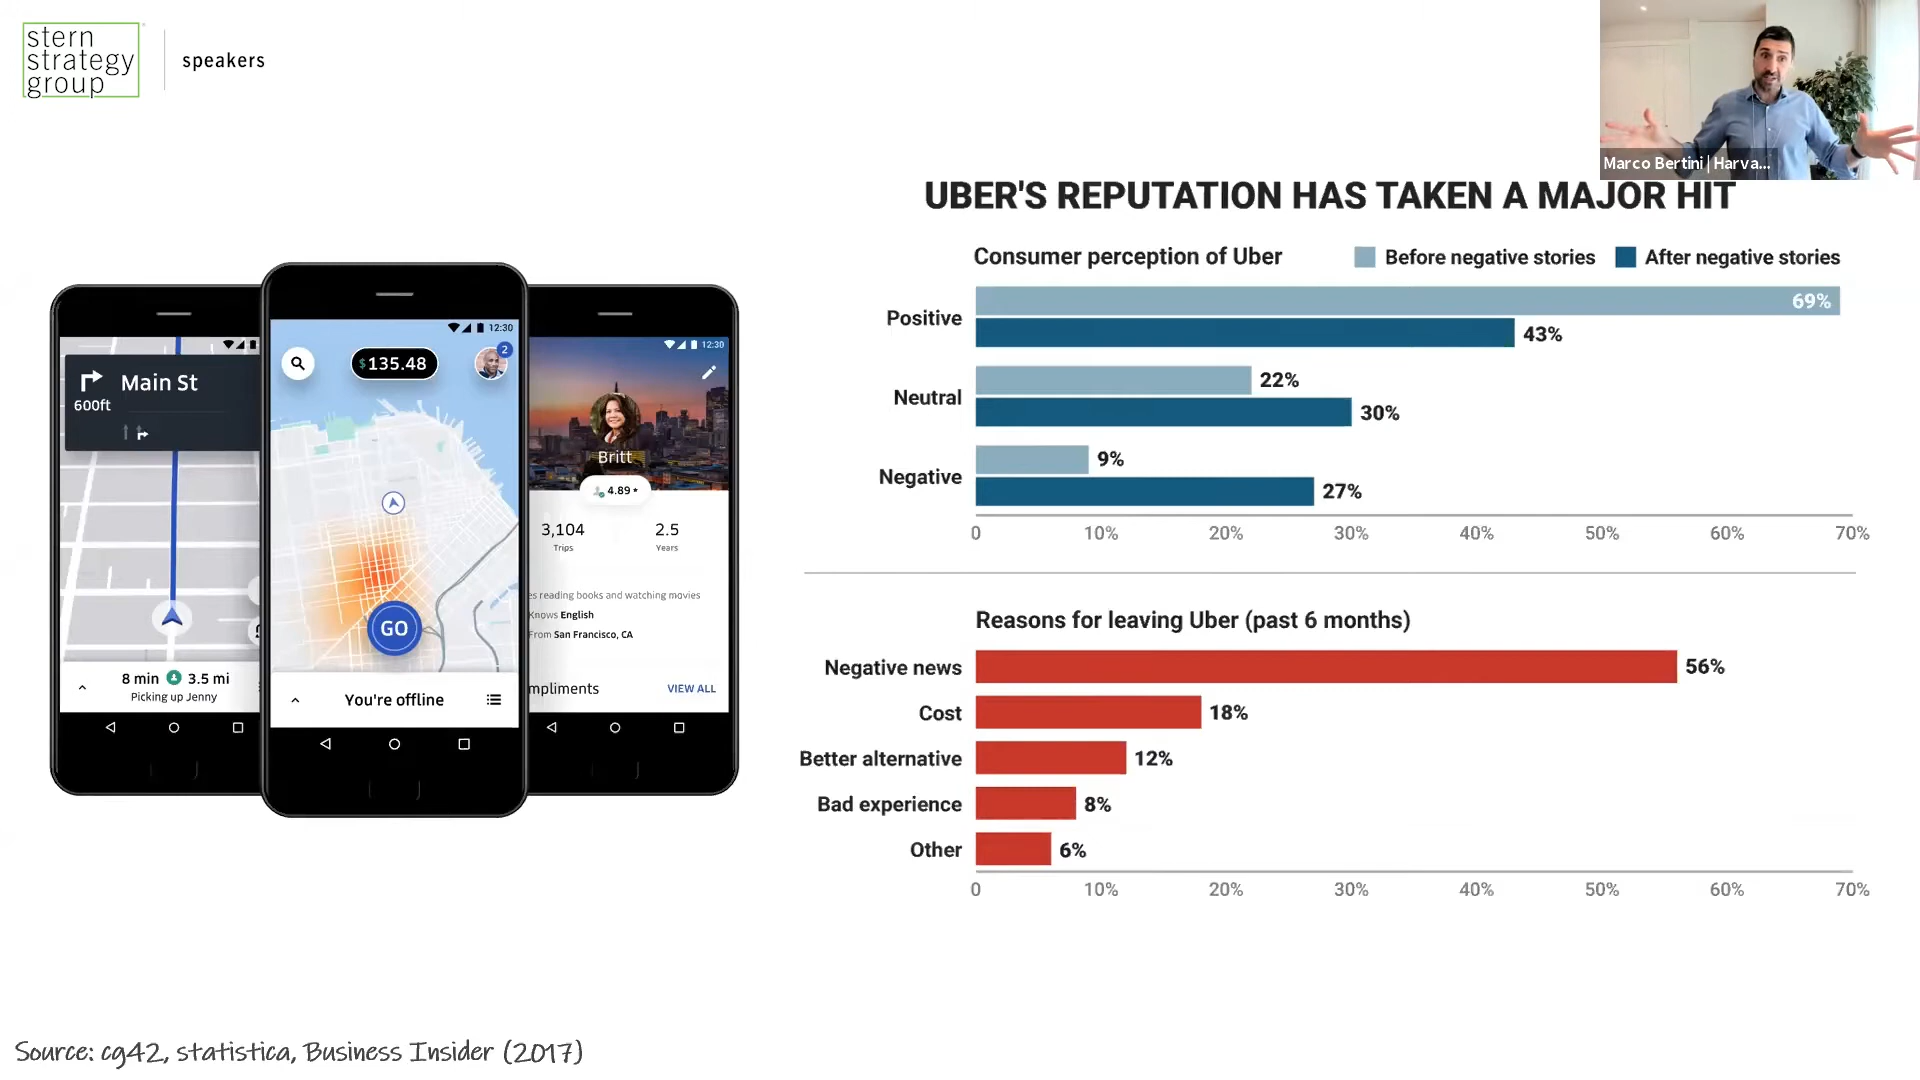 stern
strategy
group
speakers
Marco Bertini | Harva...
UBER'S REPUTATION HAS TAKEN A MAJOR HIT
Consumer perception of Uber
Before negative stories
After negative stories
Positive
69%
43%
Neutral
22%
30%
Negative
9%
27%
0 10% 20% 30% 40% 50% 60% 70%
Reasons for leaving Uber (past 6 months)
Negative news 56%
Cost 18%
Better alternative 12%
Bad experience 8%
Other 6%
0 10% 20% 30% 40% 50% 60% 70%
Main St
600ft
8 min 3.5 mi
Picking up Jenny
12:30
$135.48
2
GO
You're offline
12:30
Britt
4.89
3,104 2.5
Trips Years
es reading books and watching movies
Knows English
From San Francisco, CA
mpliments VIEW ALL
Source: cg42, statistica, Business Insider (2017)